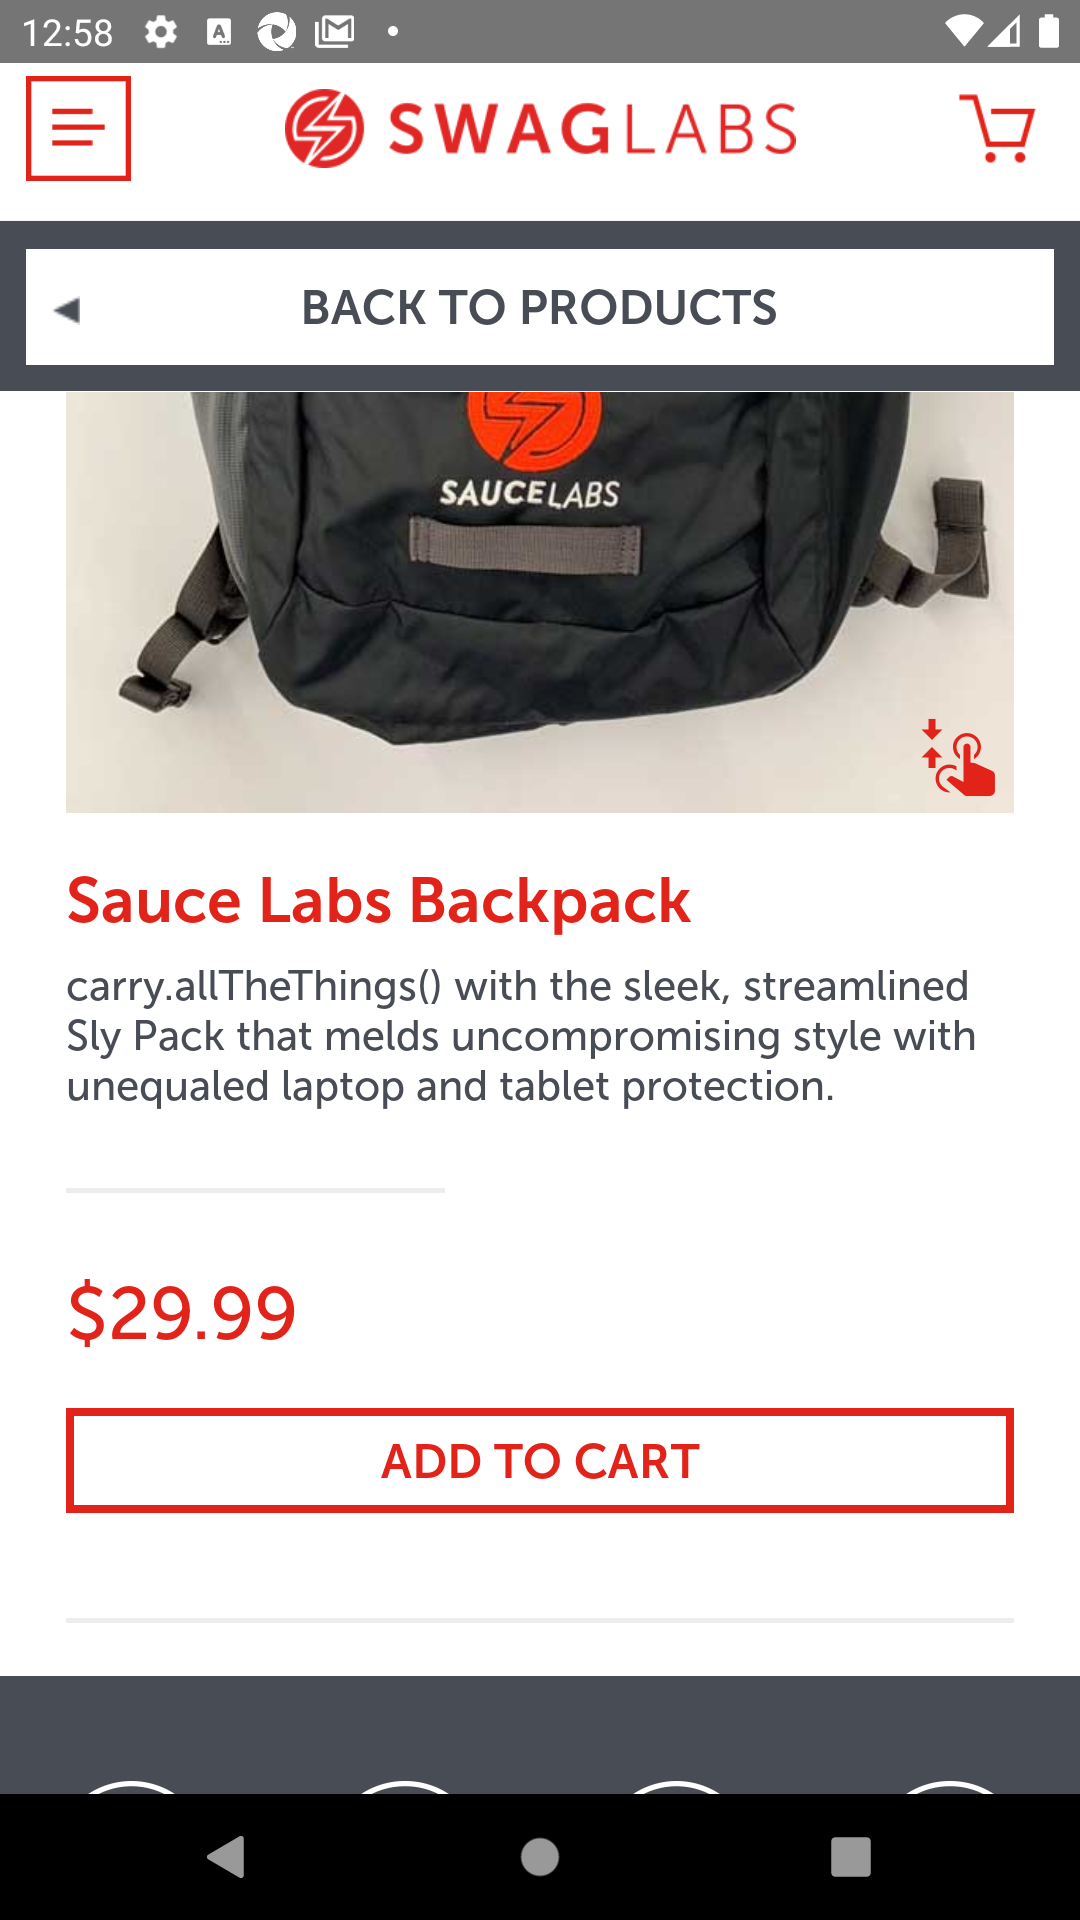 12:58
SWAGLABS
BACK TO PRODUCTS
SAUCELABS
Sauce Labs Backpack
carry.allTheThings() with the sleek, streamlined
Sly Pack that melds uncompromising style with
unequaled laptop and tablet protection.
$29.99
ADD TO CART